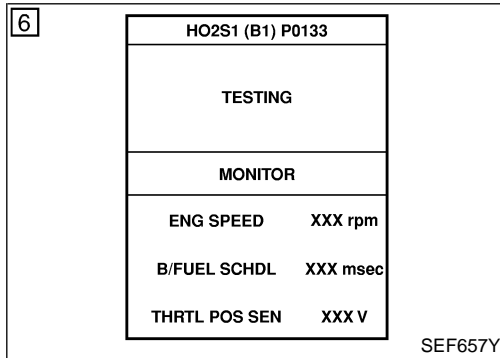 6
HO2S1 (B1) P0133
TESTING
MONITOR
ENG SPEED XXX rpm
B/FUEL SCHDL XXX msec
THRTL POS SEN XXX V
SEF657Y